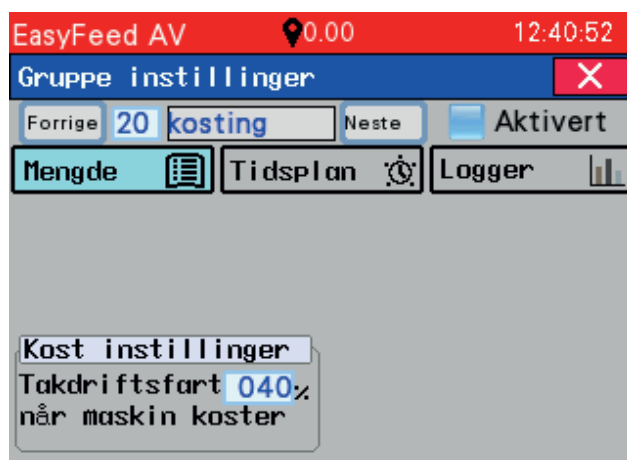 EasyFeed AV 0.00 12:40:52
Gruppe instillinger X
Forrige 20 kosting Neste Aktivert
Mengde Tidsplan Logger
Kost instillinger
Takdriftsfart 040%
når maskin koster